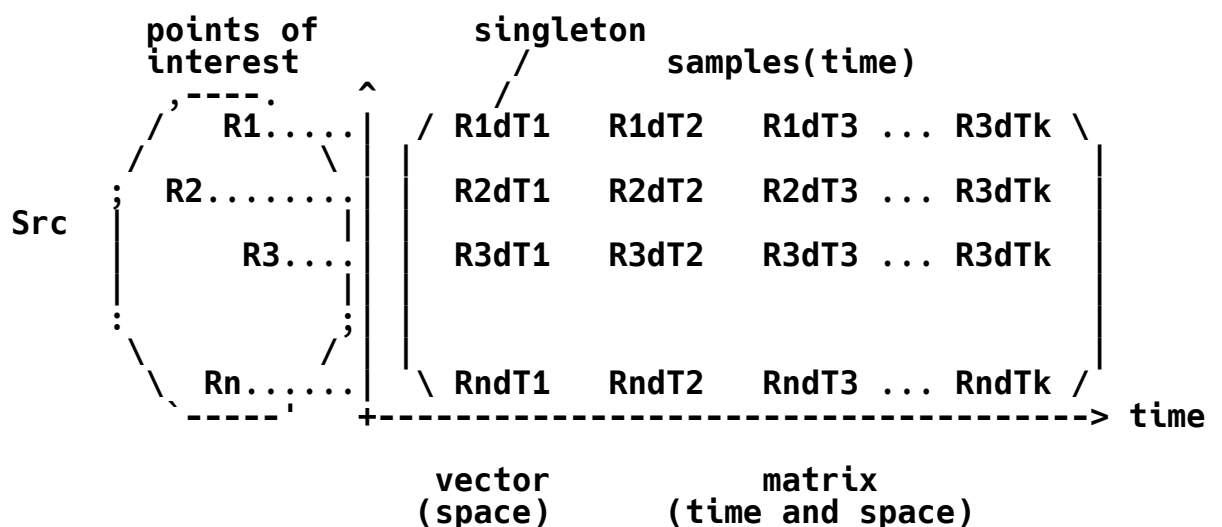 points of singleton
interest samples(time)
R1..... R1dT1 R1dT2 R1dT3 ... R3dTk
R2........ R2dT1 R2dT2 R2dT3 ... R3dTk
Src
R3.... R3dT1 R3dT2 R3dT3 ... R3dTk
Rn...... RndT1 RndT2 RndT3 ... RndTk
time
vector matrix
(space) (time and space)